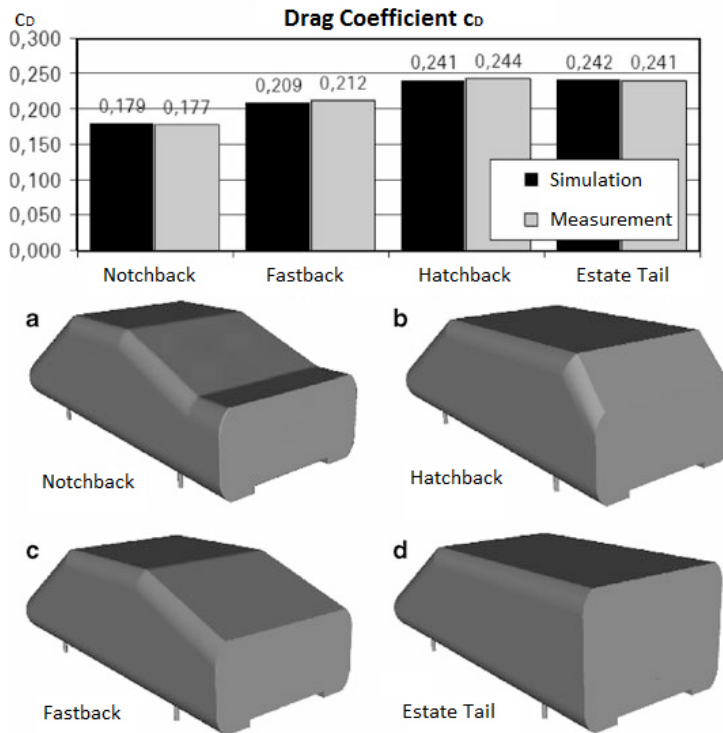 Drag Coefficient cD
CD
0,300
0,250
0,200
0,150
0,100
0,050
0,000
0,179 0,177 0,209 0,212 0,241 0,244 0,242 0,241
Simulation
Measurement
Notchback Fastback Hatchback Estate Tail
a b
Notchback Hatchback
c d
Fastback Estate Tail